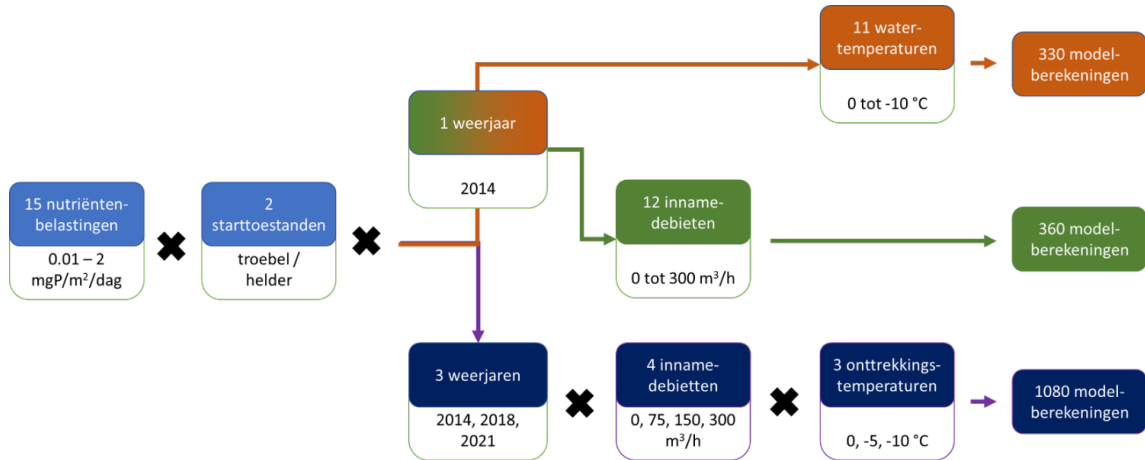 15 nutriënten-
belastingen
0.01 – 2
mgP/m²/dag
2
starttoestanden
troebel /
helder
1 weerjaar
2014
11 water-
temperaturen
0 tot -10 °C
330 model-
berekeningen
12 inname-
debieten
0 tot 300 m³/h
360 model-
berekeningen
3 weerjaren
2014, 2018,
2021
4 inname-
debietten
0, 75, 150, 300
m³/h
3 onttrekkings-
temperaturen
0, -5, -10 °C
1080 model-
berekeningen